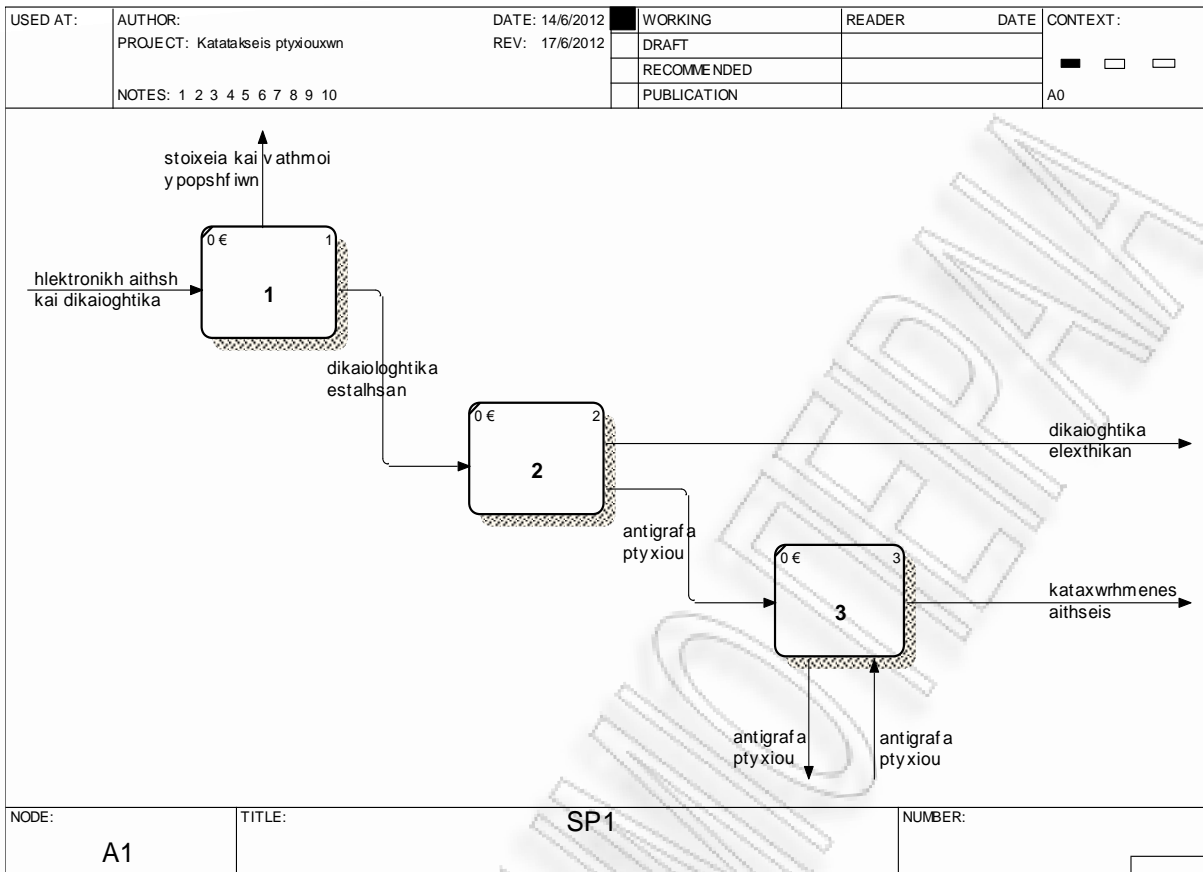 USED AT:
AUTHOR:
DATE: 14/6/2012
WORKING
READER
DATE
CONTEXT:
PROJECT: Katatakseis ptyxiouxwn
REV: 17/6/2012
DRAFT
RECOMMENDED
NOTES: 1 2 3 4 5 6 7 8 9 10
PUBLICATION
A0
stoixeia kai vathmoi
ypopshfiwn
0 €
1
hlektronikh aithsh
kai dikaioghtika
1
dikaiologhtika
estalhsan
0 €
2
2
dikaioghtika
elexthikan
antigrafa
ptyxiou
0 €
3
3
kataxwrhmenes
aithseis
antigrafa
ptyxiou
antigrafa
ptyxiou
NODE:
A1
TITLE:
SP1
NUMBER: